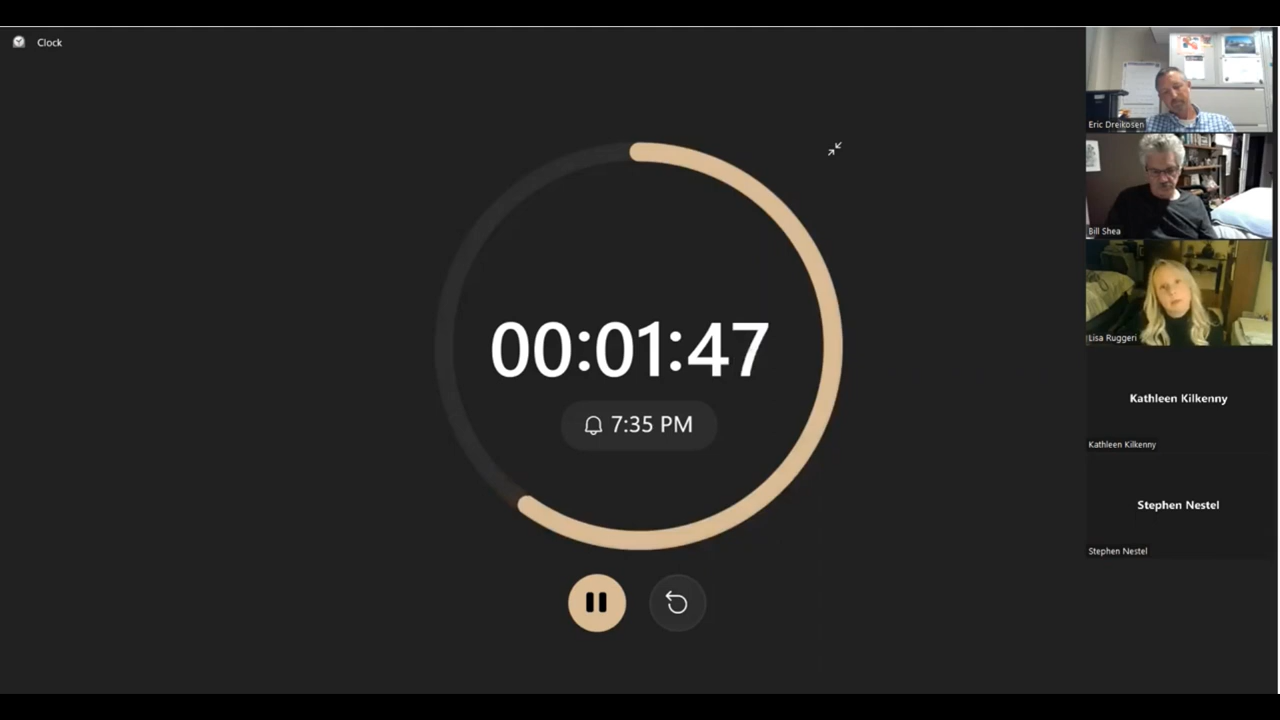 Clock
00:01:47
7:35 PM
Eric Dreikosen
Bill Shea
Lisa Ruggeri
Kathleen Kilkenny
Kathleen Kilkenny
Stephen Nestel
Stephen Nestel